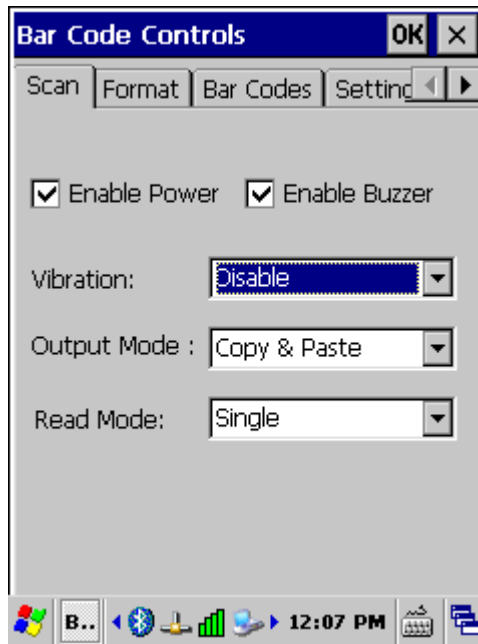 Bar Code Controls OK ×
Scan Format Bar Codes Setting
Enable Power Enable Buzzer
Vibration: Disable
Output Mode : Copy & Paste
Read Mode: Single
B.. 12:07 PM